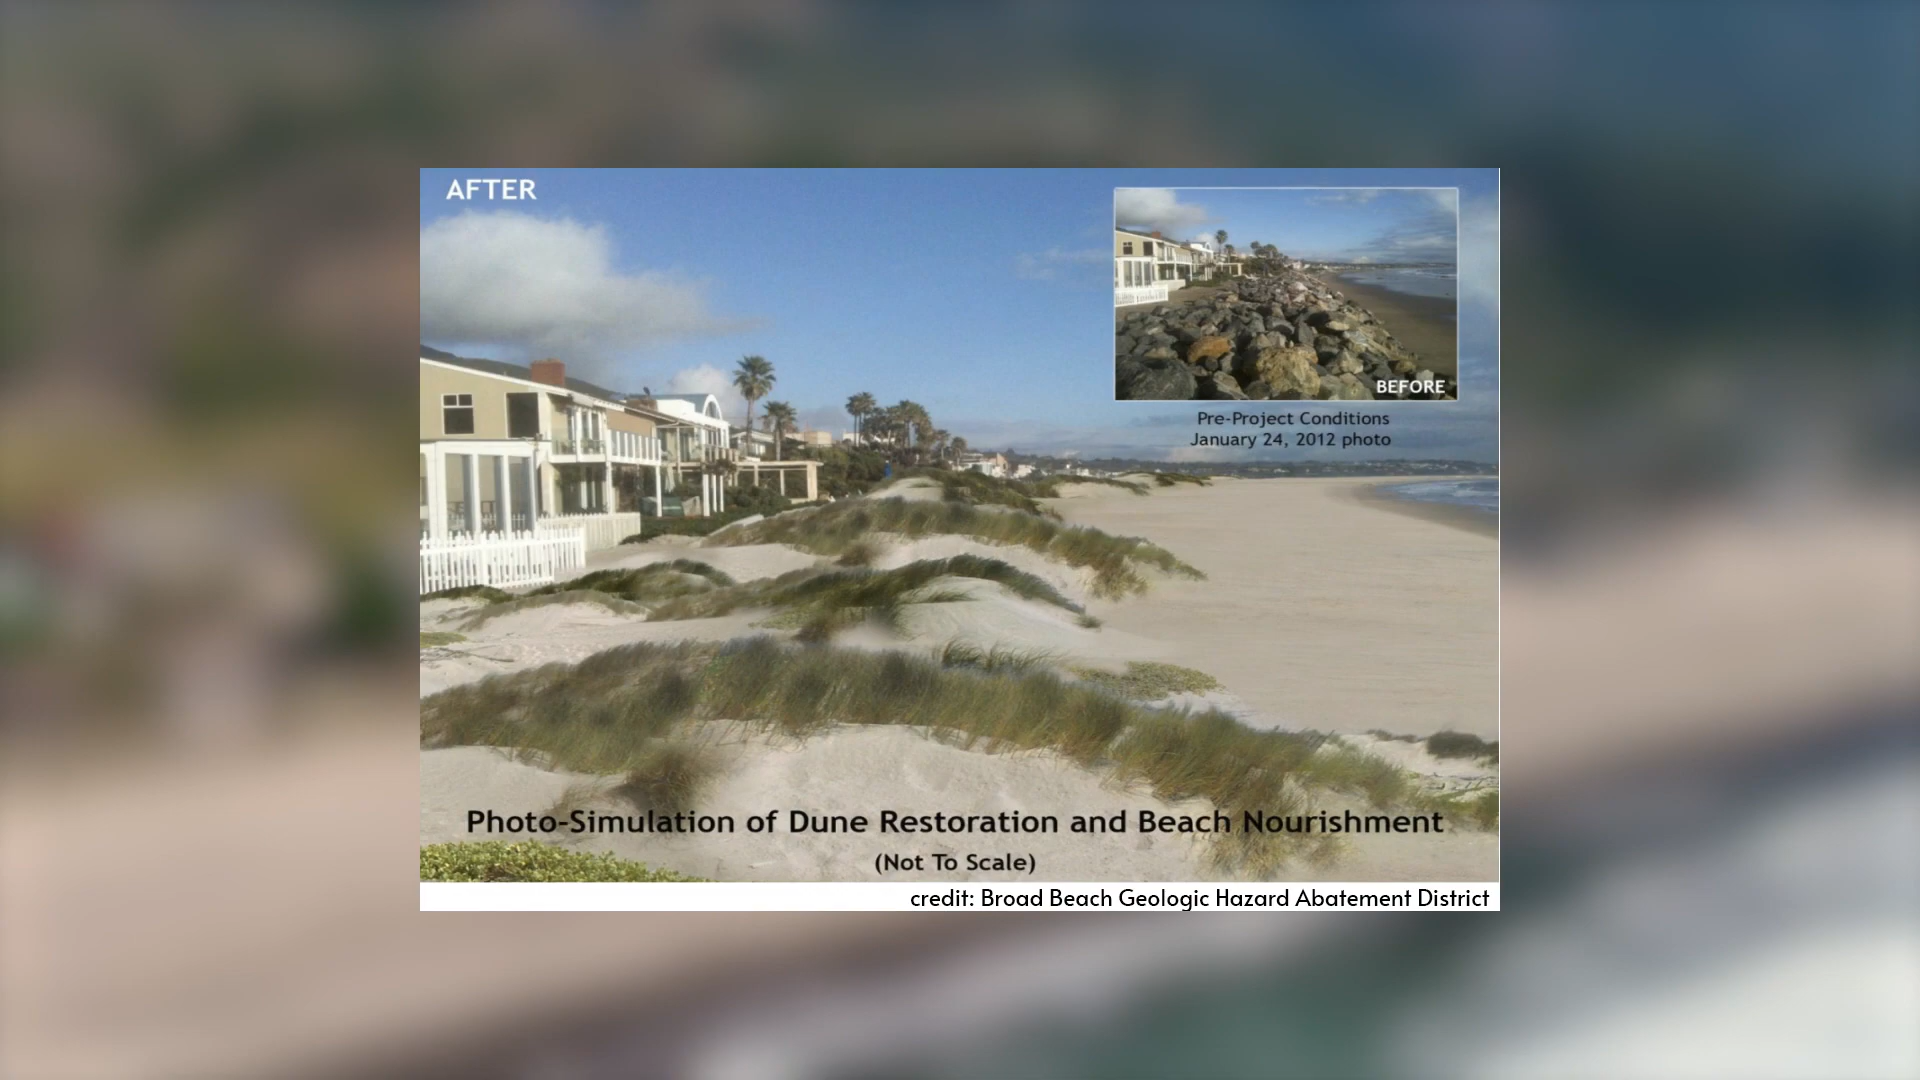 AFTER
BEFORE
Pre-Project Conditions
January 24, 2012 photo
Photo-Simulation of Dune Restoration and Beach Nourishment
(Not To Scale)
credit: Broad Beach Geologic Hazard Abatement District